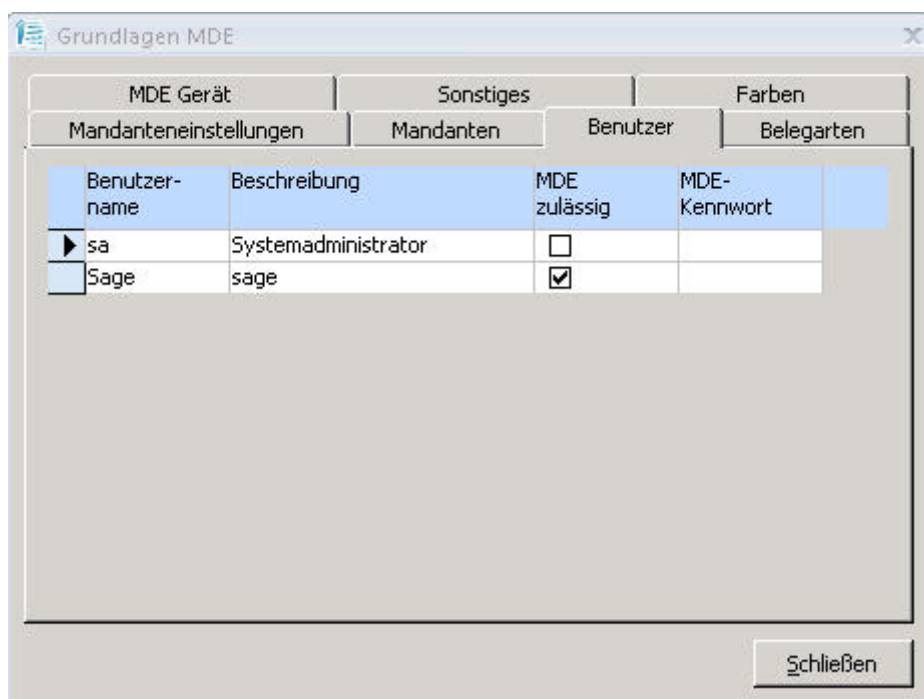 Grundlagen MDE
MDE Gerät Sonstiges Farben
Mandanteneinstellungen Mandanten Benutzer Belegarten
Benutzer- Beschreibung MDE MDE-
name zulässig Kennwort
sa Systemadministrator
Sage sage
Schließen